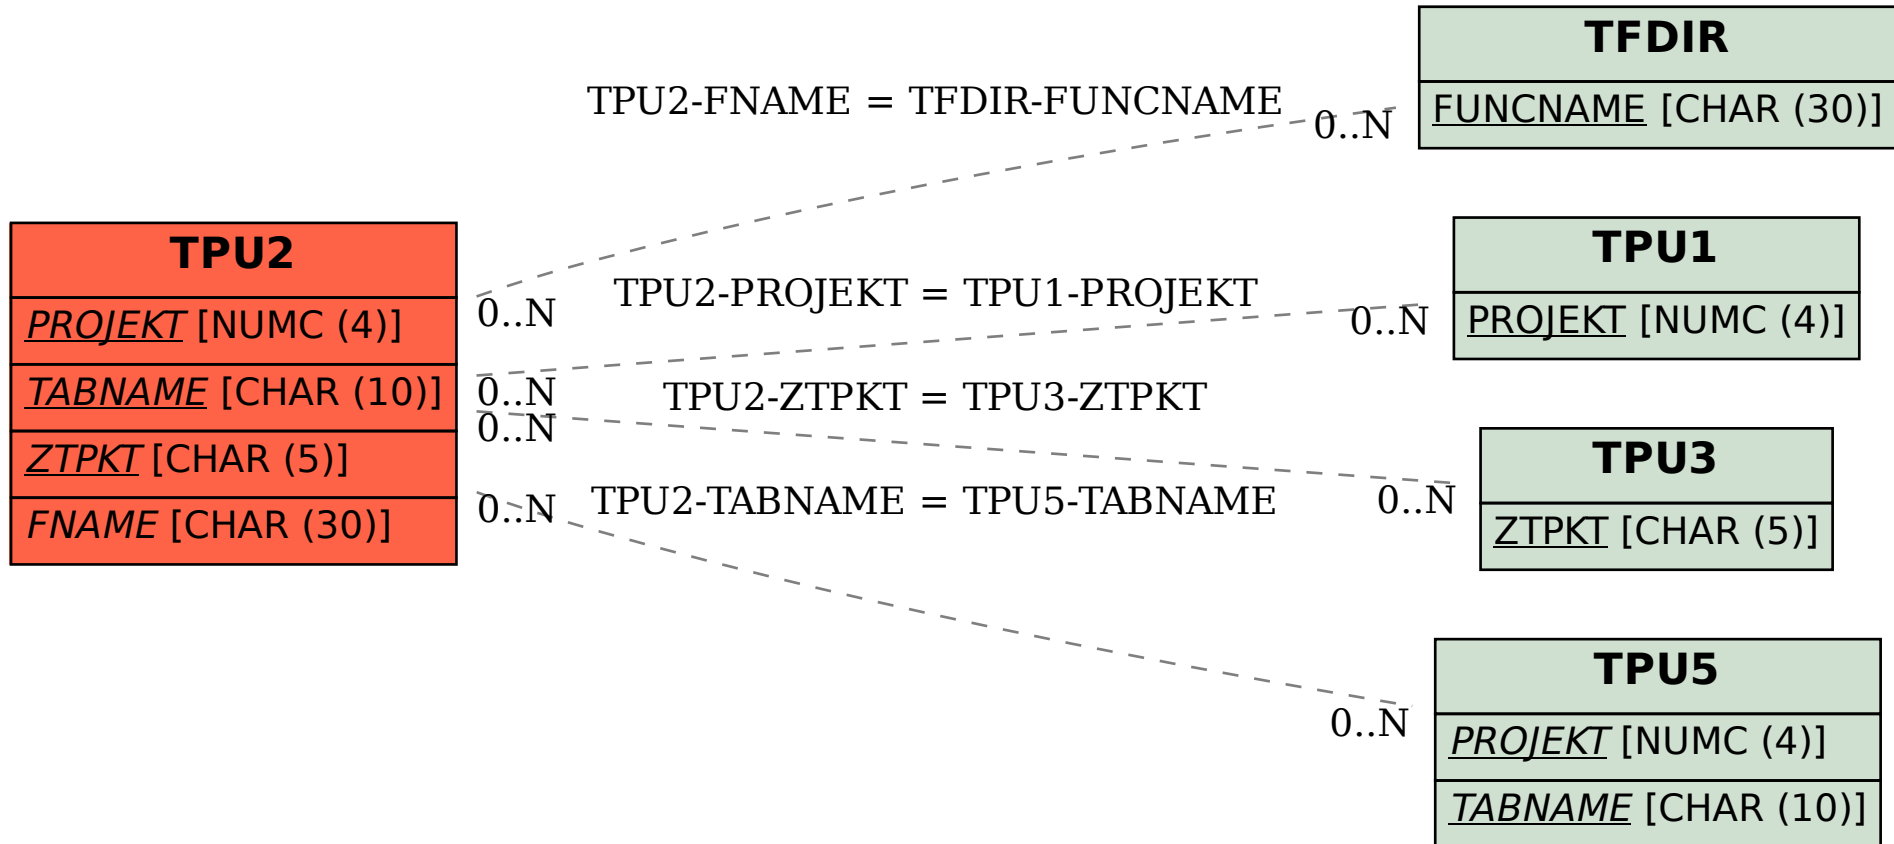 TFDIR
FUNCNAME [CHAR (30)]
TPU2-FNAME = TFDIR-FUNCNAME
0..N
TPU2
PROJEKT [NUMC (4)]
TABNAME [CHAR (10)]
ZTPKT [CHAR (5)]
FNAME [CHAR (30)]
0..N
TPU2-PROJEKT = TPU1-PROJEKT
0..N
TPU1
PROJEKT [NUMC (4)]
0..N
TPU2-ZTPKT = TPU3-ZTPKT
0..N
0..N
TPU3
ZTPKT [CHAR (5)]
0..N
TPU2-TABNAME = TPU5-TABNAME
0..N
TPU5
PROJEKT [NUMC (4)]
TABNAME [CHAR (10)]